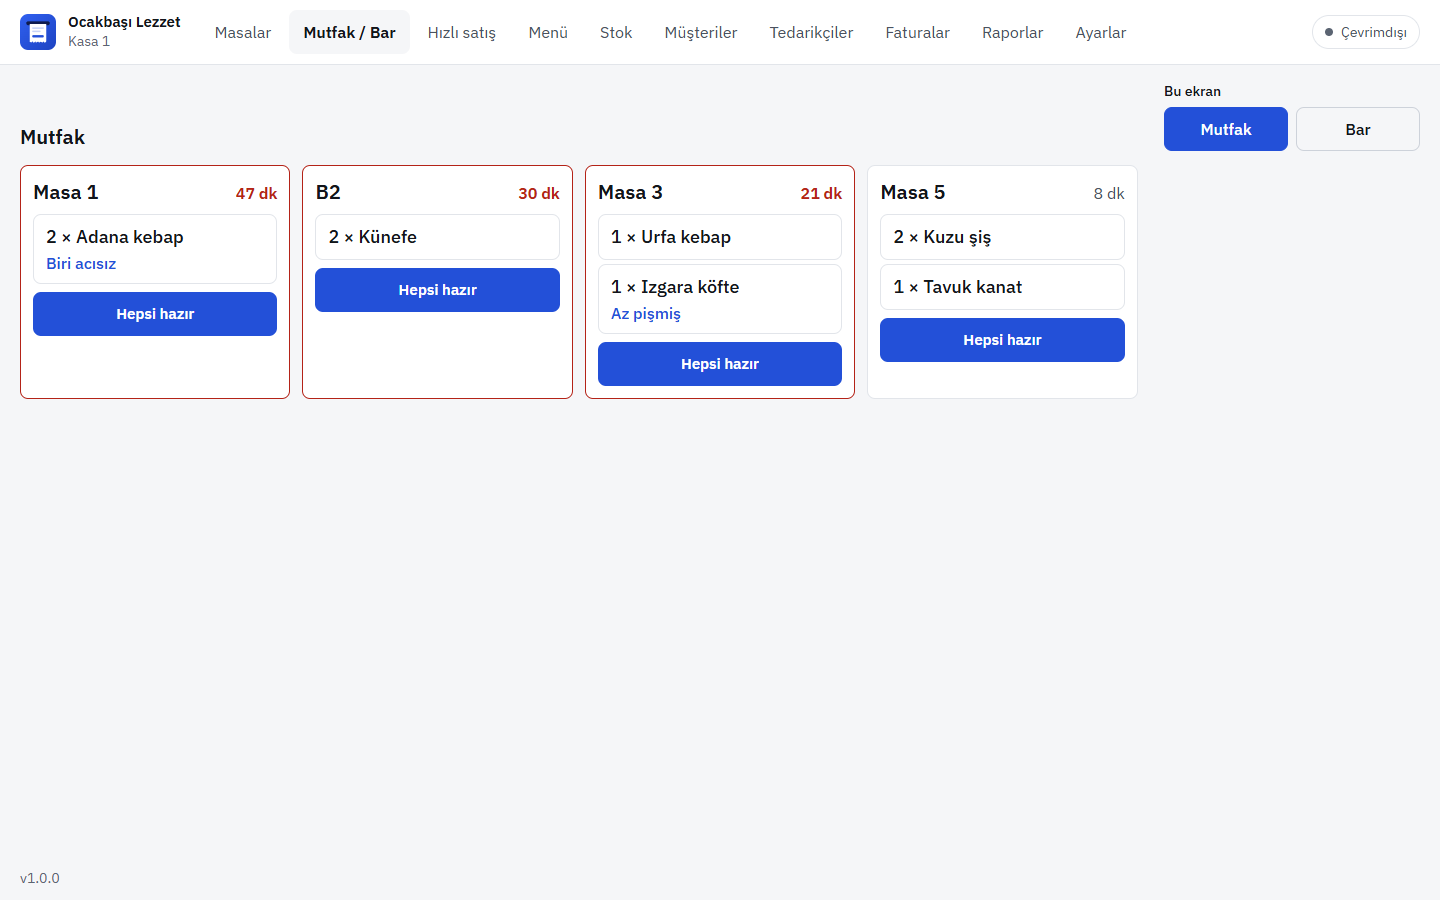 Ocakbaşı Lezzet
Kasa 1
Masalar
Mutfak / Bar
Hızlı satış
Menü
Stok
Müşteriler
Tedarikçiler
Faturalar
Raporlar
Ayarlar
Çevrimdışı
Bu ekran
Mutfak
Bar
Mutfak
Masa 1
47 dk
2 × Adana kebap
Biri acısız
Hepsi hazır
B2
30 dk
2 × Künefe
Hepsi hazır
Masa 3
21 dk
1 × Urfa kebap
1 × Izgara köfte
Az pişmiş
Hepsi hazır
Masa 5
8 dk
2 × Kuzu şiş
1 × Tavuk kanat
Hepsi hazır
v1.0.0